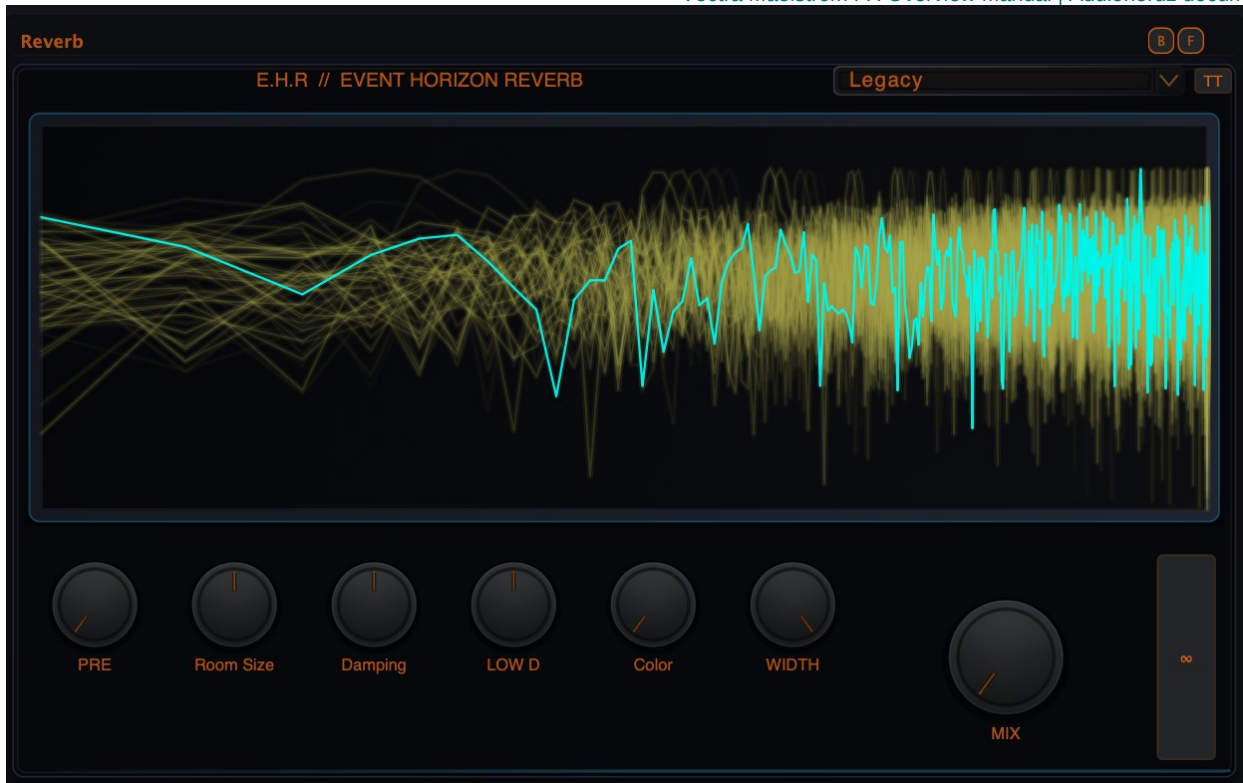 Reverb
B F
E.H.R // EVENT HORIZON REVERB
Legacy
TT
PRE
Room Size
Damping
LOW D
Color
WIDTH
MIX
∞